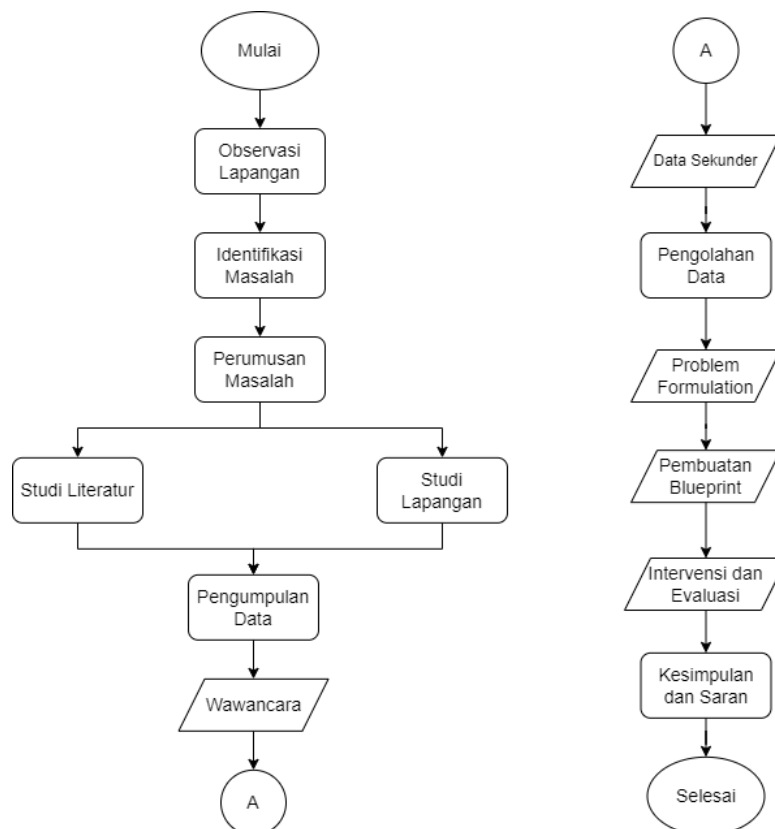 Mulai
Observasi
Lapangan
Identifikasi
Masalah
Perumusan
Masalah
Studi Literatur
Studi
Lapangan
Pengumpulan
Data
Wawancara
A
A
Data Sekunder
Pengolahan
Data
Problem
Formulation
Pembuatan
Blueprint
Intervensi dan
Evaluasi
Kesimpulan
dan Saran
Selesai